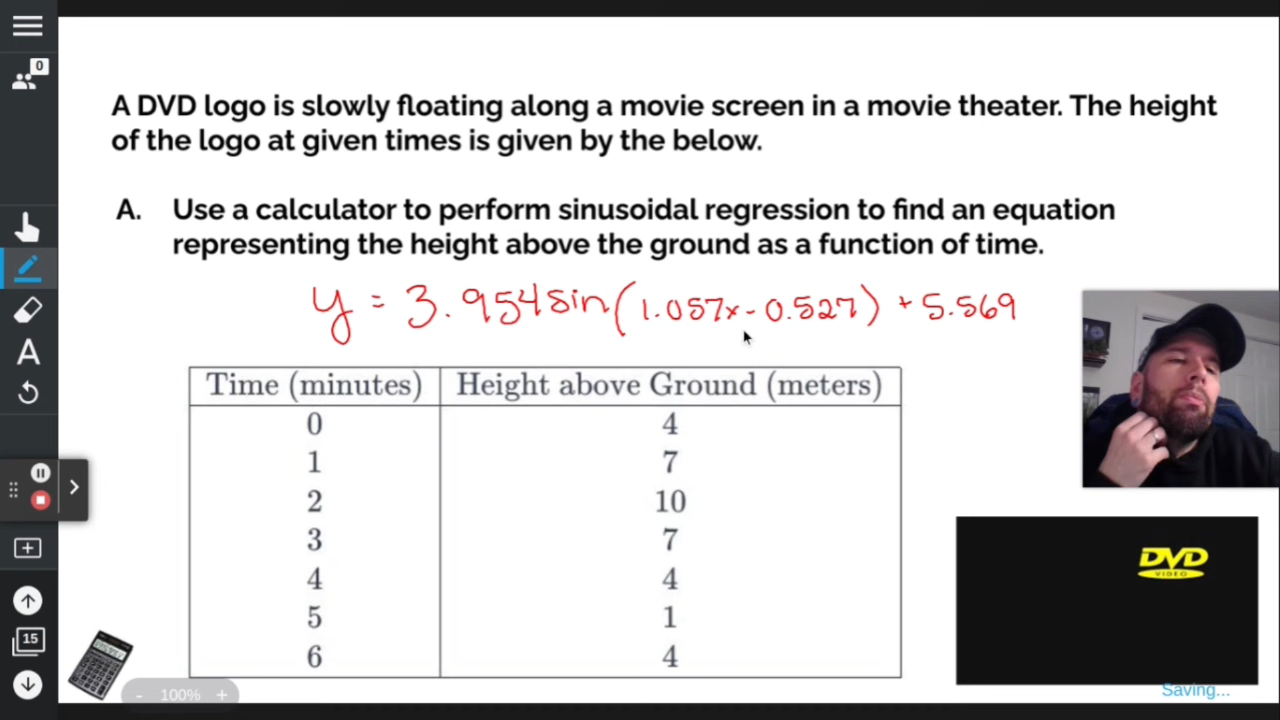 0
A DVD logo is slowly floating along a movie screen in a movie theater. The height
of the logo at given times is given by the below.
A. Use a calculator to perform sinusoidal regression to find an equation
representing the height above the ground as a function of time.
y = 3.954sin(1.057x-0.527) + 5.569
Time (minutes) Height above Ground (meters)
0 4
1 7
2 10
3 7
4 4
5 1
6 4
A
15
- 100% +
DVD
VIDEO
Saving...